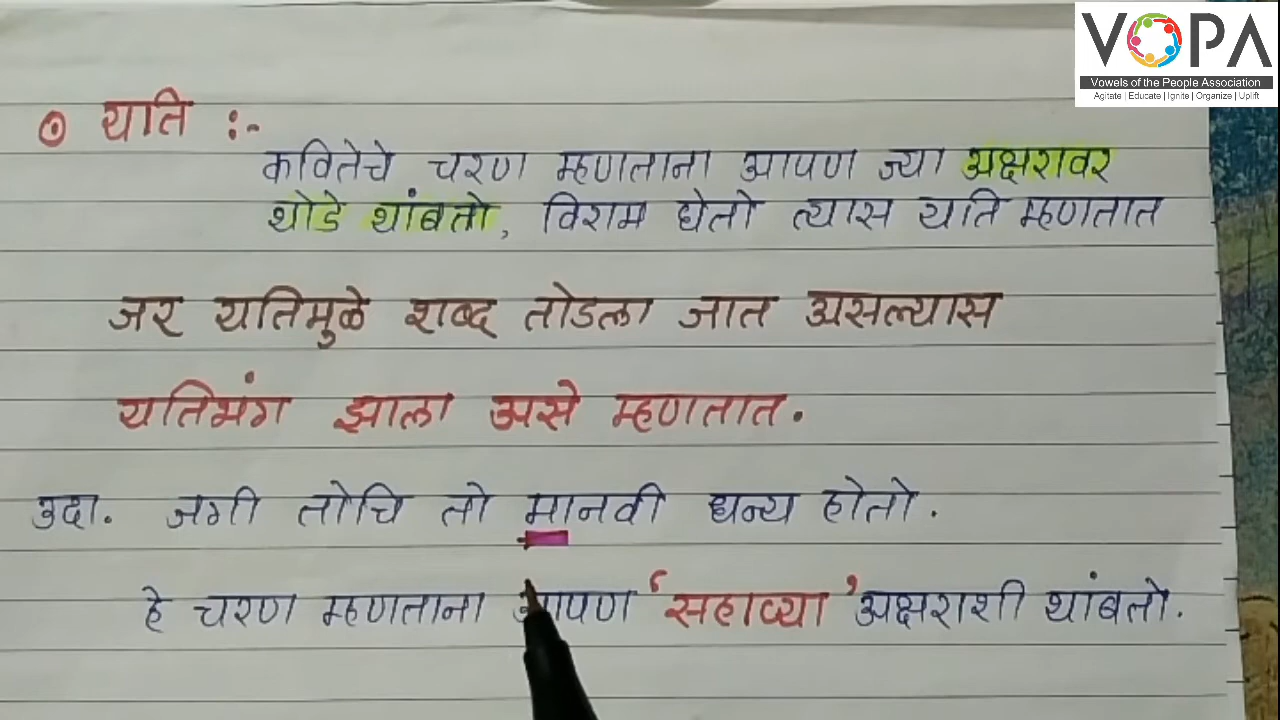 VOPA
Vowels of the People Association
Agitate | Educate | Ignite | Organize | Uplift
⊙ यति :-
कवितेचे चरण म्हणताना आपण ज्या अक्षरावर
थोडे थांबतो, विराम घेतो त्यास यति म्हणतात
जर यतिमुळे शब्द तोडला जात असल्यास
यतिभंग झाला असे म्हणतात.
उदा. जगी तोचि तो मानवी धन्य होतो.
हे चरण म्हणताना आपण 'सहाव्या' अक्षराशी थांबतो.